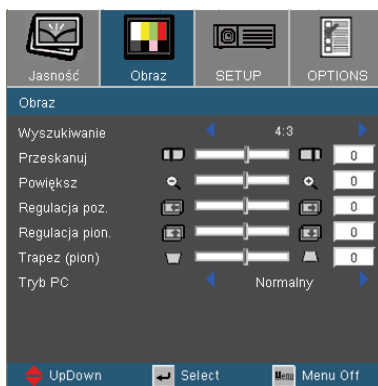 Jasność Obraz SETUP OPTIONS
Obraz
Wyszukiwanie 4:3
Przeskanuj 0
Powiększ 0
Regulacja poz. 0
Regulacja pion. 0
Trapez (pion) 0
Tryb PC Normalny
UpDown Select Menu Menu Off